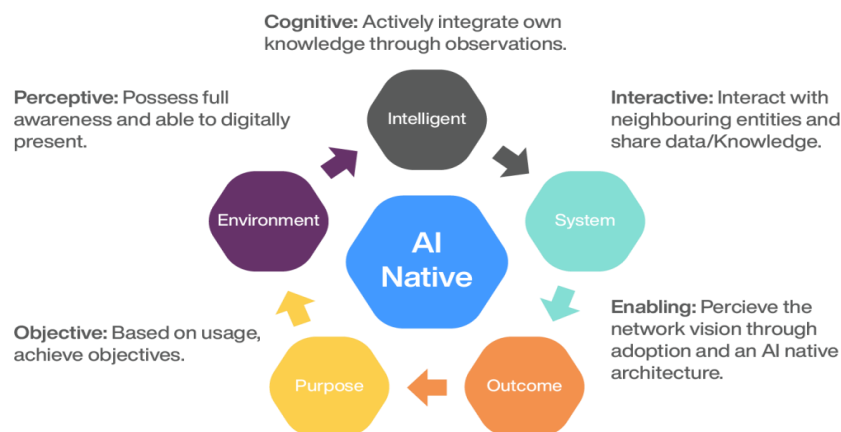 Cognitive: Actively integrate own
knowledge through observations.
Perceptive: Possess full
awareness and able to digitally
present.
Intelligent
Interactive: Interact with
neighbouring entities and
share data/Knowledge.
Environment
System
AI
Native
Objective: Based on usage,
achieve objectives.
Enabling: Percieve the
network vision through
adoption and an AI native
architecture.
Purpose
Outcome